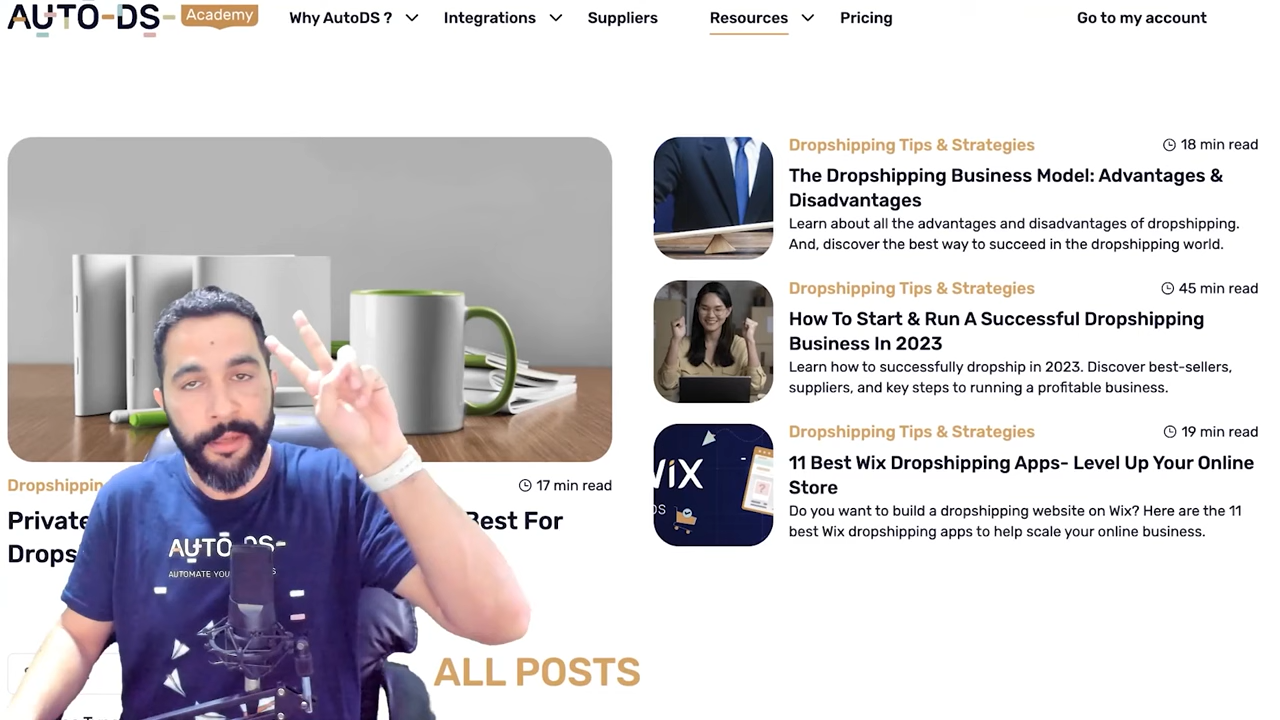 AUTO-DS-
Academy
Why AutoDS ?
Integrations
Suppliers
Resources
Pricing
Go to my account
17 min read
Private
Best For
ALL POSTS
Dropshipping Tips & Strategies
18 min read
The Dropshipping Business Model: Advantages &
Disadvantages
Learn about all the advantages and disadvantages of dropshipping.
And, discover the best way to succeed in the dropshipping world.
Dropshipping Tips & Strategies
45 min read
How To Start & Run A Successful Dropshipping
Business In 2023
Learn how to successfully dropship in 2023. Discover best-sellers,
suppliers, and key steps to running a profitable business.
WiX
DS
Dropshipping Tips & Strategies
19 min read
11 Best Wix Dropshipping Apps- Level Up Your Online
Store
Do you want to build a dropshipping website on Wix? Here are the 11
best Wix dropshipping apps to help scale your online business.
AUTO-DS-
AUTOMATE